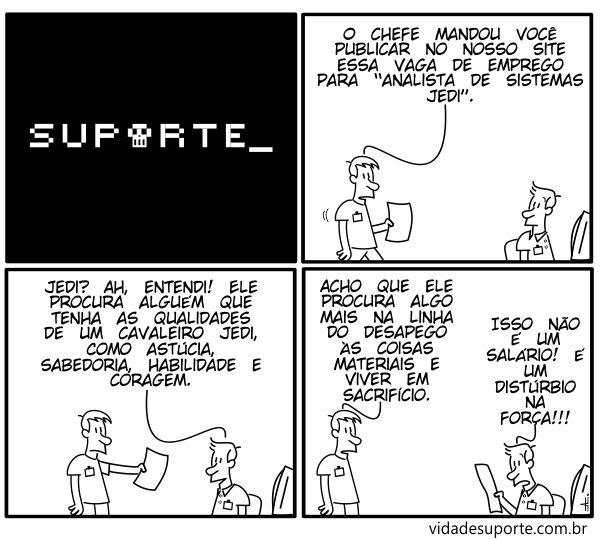 SUPORTE_
O CHEFE MANDOU VOCÊ
PUBLICAR NO NOSSO SITE
ESSA VAGA DE EMPREGO
PARA "ANALISTA DE SISTEMAS
JEDI".
JEDI? AH, ENTENDI! ELE
PROCURA ALGUÉM QUE
TENHA AS QUALIDADES
DE UM CAVALEIRO JEDI,
COMO ASTÚCIA,
SABEDORIA, HABILIDADE E
CORAGEM.
ACHO QUE ELE
PROCURA ALGO
MAIS NA LINHA
DO DESAPEGO
ÀS COISAS
MATERIAIS E
VIVER EM
SACRIFÍCIO.
ISSO NÃO
É UM
SALÁRIO! É
UM
DISTÚRBIO
NA
FORÇA!!!
vidadesuporte.com.br